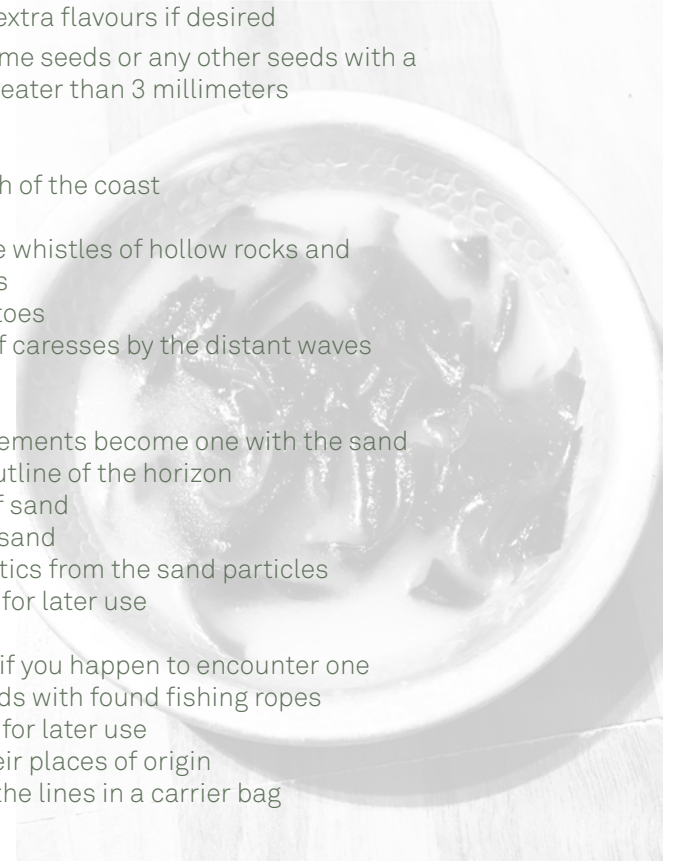 extra flavours if desired
me seeds or any other seeds with a
eater than 3 millimeters
h of the coast
e whistles of hollow rocks and
s
toes
f caresses by the distant waves
ements become one with the sand
utline of the horizon
f sand
sand
tics from the sand particles
for later use
if you happen to encounter one
ds with found fishing ropes
for later use
eir places of origin
the lines in a carrier bag